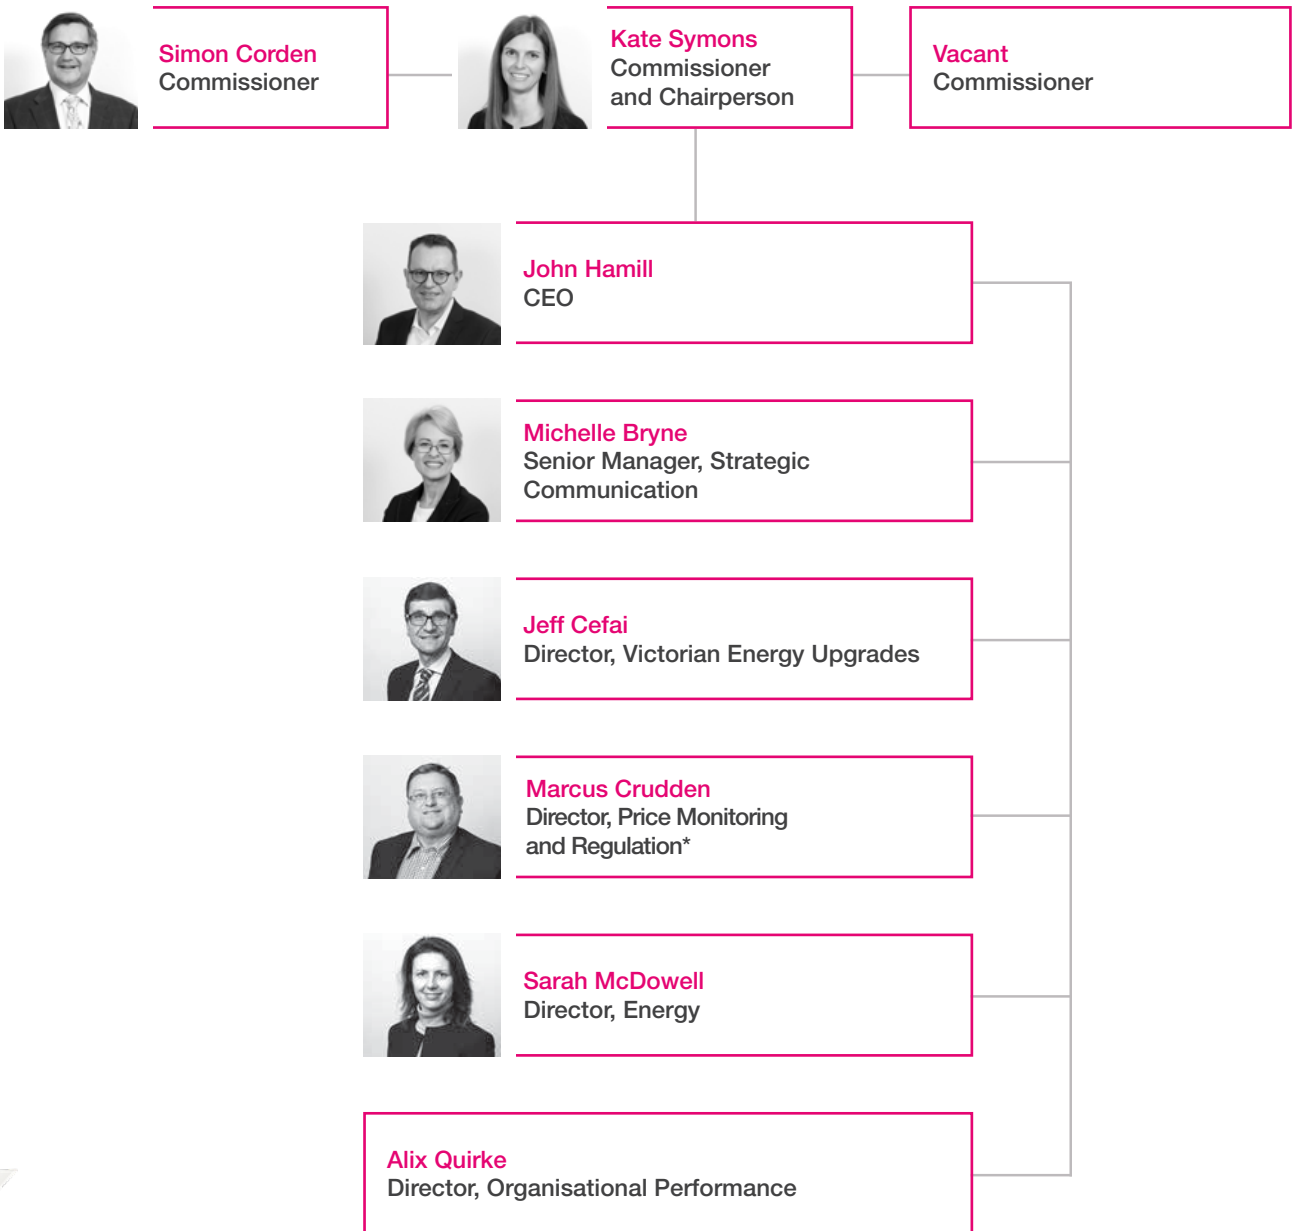 Simon Corden
Commissioner
Kate Symons
Commissioner
and Chairperson
Vacant
Commissioner
John Hamill
CEO
Michelle Bryne
Senior Manager, Strategic
Communication
Jeff Cefai
Director, Victorian Energy Upgrades
Marcus Crudden
Director, Price Monitoring
and Regulation*
Sarah McDowell
Director, Energy
Alix Quirke
Director, Organisational Performance